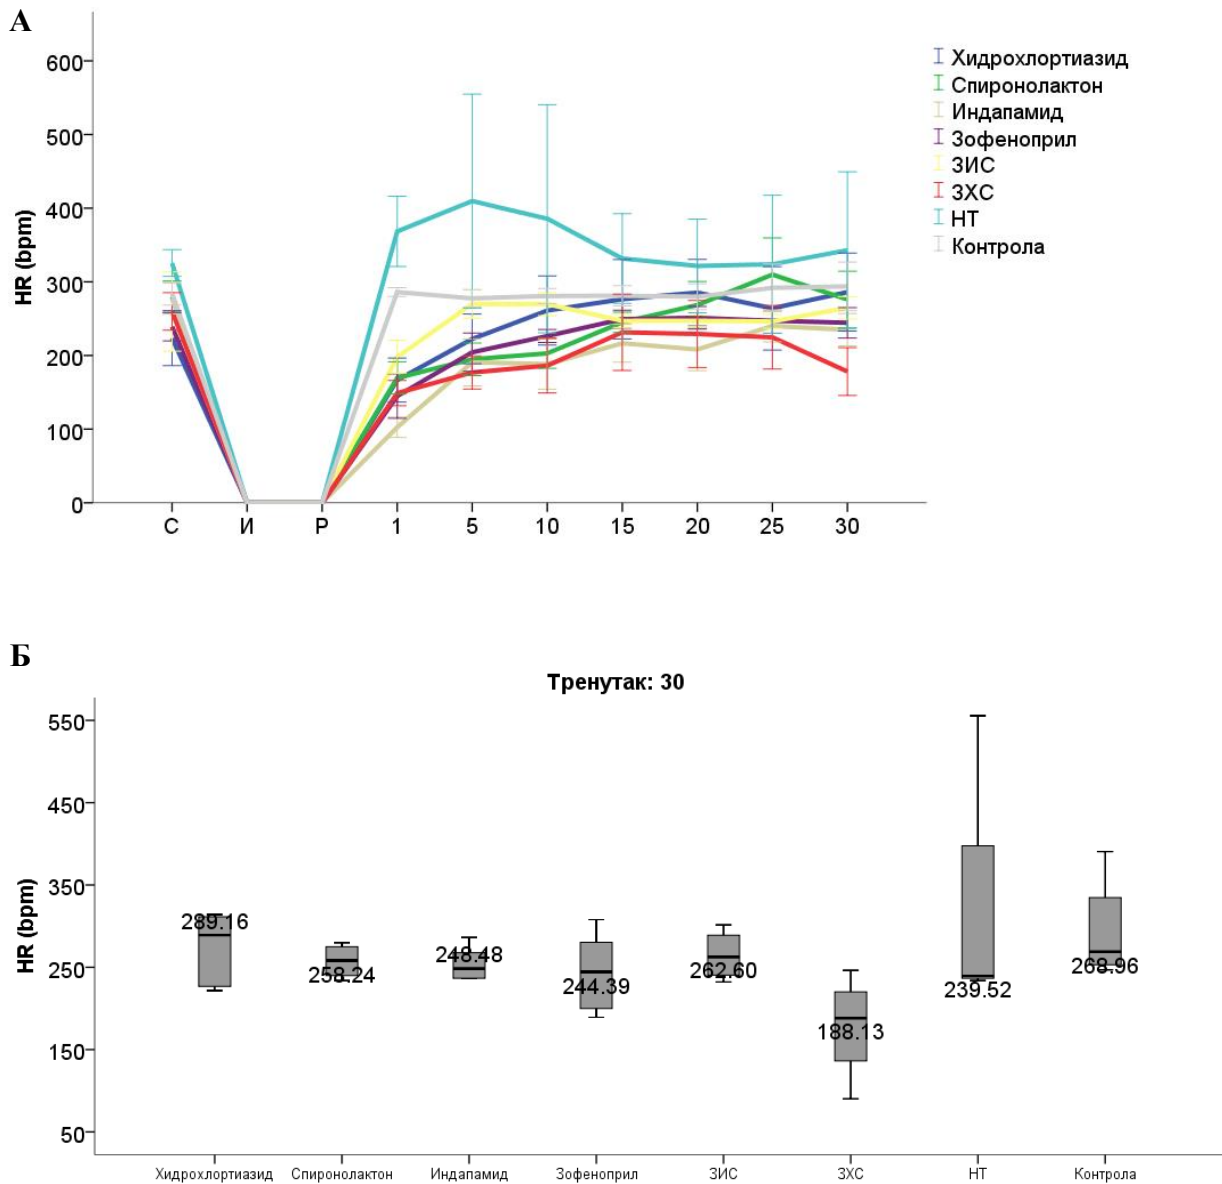 А
600
500
400
300
200
100
0
HR (bpm)
С И Р 1 5 10 15 20 25 30
Хидрохлортиазид
Спиронолактон
Индапамид
Зофеноприл
ЗИС
ЗХС
НТ
Контрола
Б
Тренутак: 30
550
450
350
250
150
50
HR (bpm)
289.16
258.24
248.48
244.39
262.60
188.13
239.52
268.96
Хидрохлортиазид Спиронолактон Индапамид Зофеноприл ЗИС ЗХС НТ Контрола